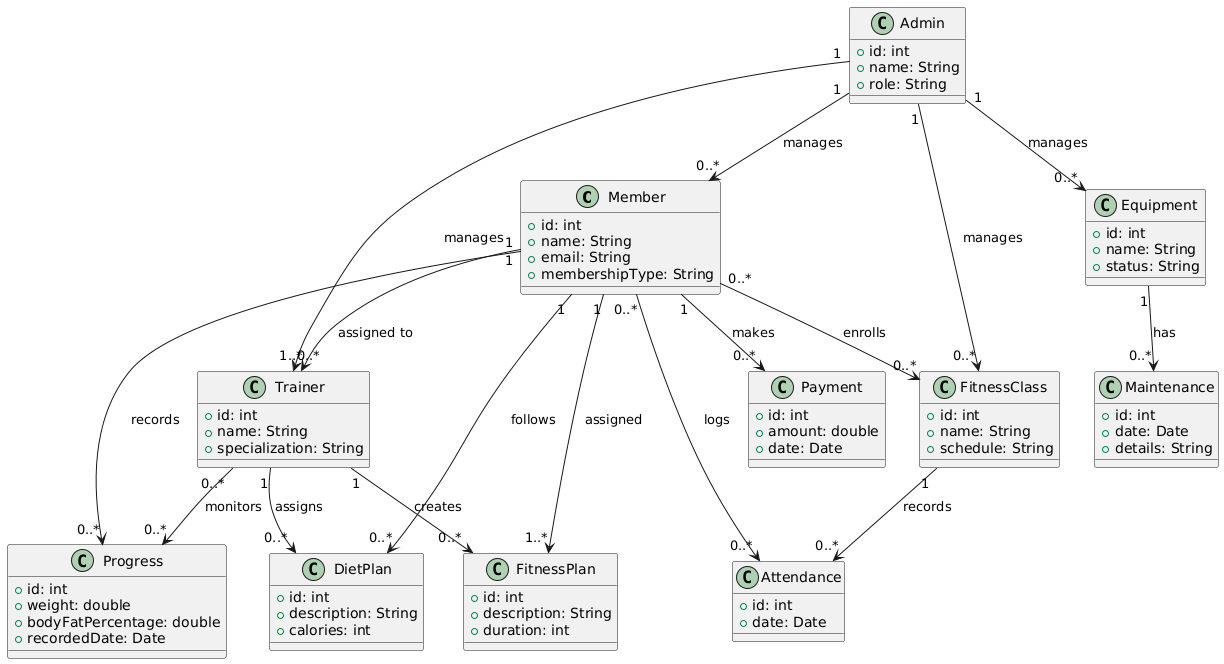 C Admin
id: int
name: String
role: String
1
1
1
1
manages
manages
0..*
0..*
C Member
id: int
name: String
email: String
membershipType: String
C Equipment
id: int
name: String
status: String
manages
1
1
manages
0..*
1
1
0..*
1
1
assigned to
makes
enrolls
has
1..*
0..*
0..*
0..*
0..*
0..*
C Trainer
id: int
name: String
specialization: String
C Payment
id: int
amount: double
date: Date
C FitnessClass
id: int
name: String
schedule: String
C Maintenance
id: int
date: Date
details: String
records
follows
assigned
logs
0..*
1
1
1
monitors
assigns
creates
records
0..*
0..*
0..*
0..*
0..*
1..*
0..*
0..*
C Progress
id: int
weight: double
bodyFatPercentage: double
recordedDate: Date
C DietPlan
id: int
description: String
calories: int
C FitnessPlan
id: int
description: String
duration: int
C Attendance
id: int
date: Date